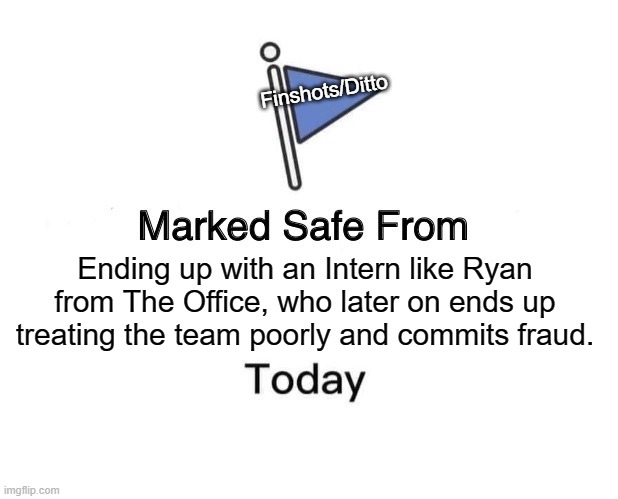 Finshots/Ditto
Marked Safe From
Ending up with an Intern like Ryan
from The Office, who later on ends up
treating the team poorly and commits fraud.
Today
imgflip.com